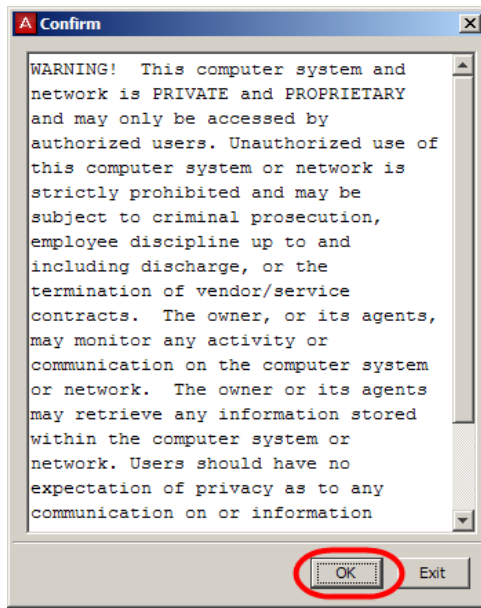 A Confirm
WARNING!  This computer system and
network is PRIVATE and PROPRIETARY
and may only be accessed by
authorized users. Unauthorized use of
this computer system or network is
strictly prohibited and may be
subject to criminal prosecution,
employee discipline up to and
including discharge, or the
termination of vendor/service
contracts.  The owner, or its agents,
may monitor any activity or
communication on the computer system
or network.  The owner or its agents
may retrieve any information stored
within the computer system or
network. Users should have no
expectation of privacy as to any
communication on or information
OK Exit